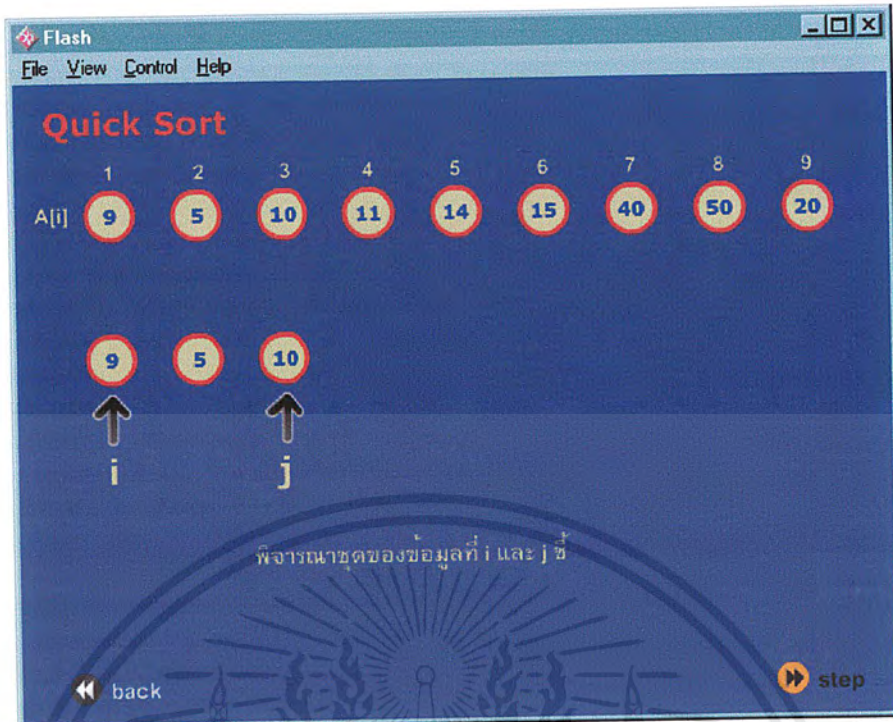 Flash
File View Control Help
Quick Sort
1 2 3 4 5 6 7 8 9
A[i] 9 5 10 11 14 15 40 50 20
9 5 10
i j
พิจารณาชุดของข้อมูลที่ i และ j ชี้
back step